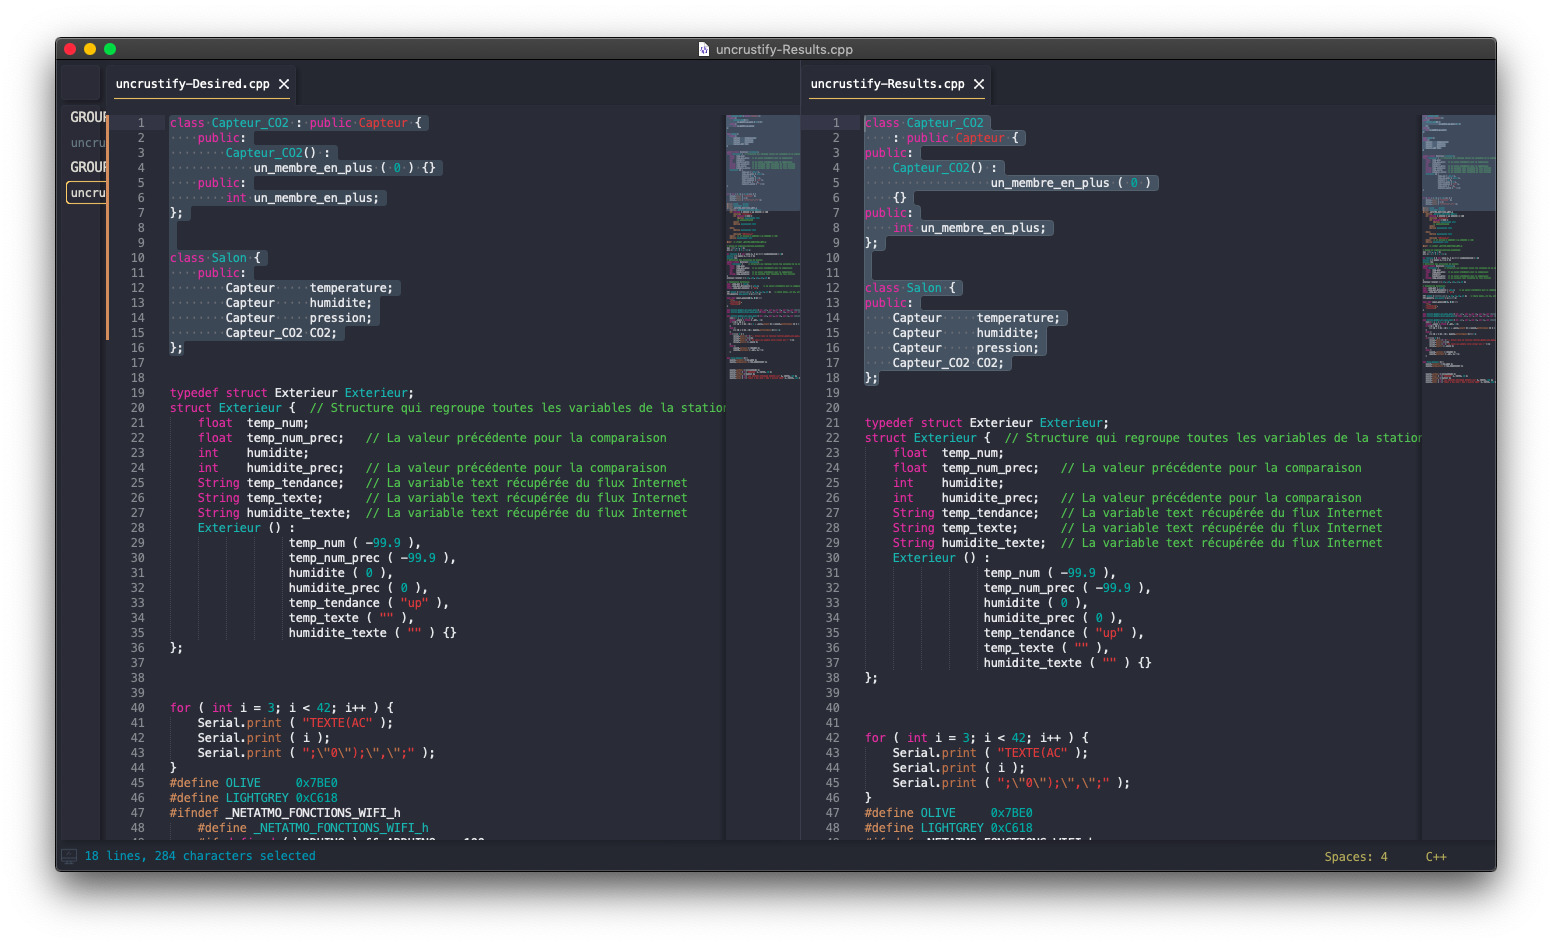 uncrustify-Results.cpp
uncrustify-Desired.cpp ×
uncrustify-Results.cpp ×
GROUP
uncru
GROUP
uncru
1 class Capteur_CO2 : public Capteur {
2 public:
3 Capteur_CO2() :
4 un_membre_en_plus ( 0 ) {}
5 public:
6 int un_membre_en_plus;
7 };
8
9
10 class Salon {
11 public:
12 Capteur temperature;
13 Capteur humidite;
14 Capteur pression;
15 Capteur_CO2 CO2;
16 };
17
18
19 typedef struct Exterieur Exterieur;
20 struct Exterieur { // Structure qui regroupe toutes les variables de la station
21 float temp_num;
22 float temp_num_prec; // La valeur précédente pour la comparaison
23 int humidite;
24 int humidite_prec; // La valeur précédente pour la comparaison
25 String temp_tendance; // La variable text récupérée du flux Internet
26 String temp_texte; // La variable text récupérée du flux Internet
27 String humidite_texte; // La variable text récupérée du flux Internet
28 Exterieur () :
29 temp_num ( -99.9 ),
30 temp_num_prec ( -99.9 ),
31 humidite ( 0 ),
32 humidite_prec ( 0 ),
33 temp_tendance ( "up" ),
34 temp_texte ( "" ),
35 humidite_texte ( "" ) {}
36 };
37
38
39
40 for ( int i = 3; i < 42; i++ ) {
41 Serial.print ( "TEXTE(AC" );
42 Serial.print ( i );
43 Serial.print ( ";\"0\");\",\";" );
44 }
45 #define OLIVE 0x7BE0
46 #define LIGHTGREY 0xC618
47 #ifndef _NETATMO_FONCTIONS_WIFI_h
48 #define _NETATMO_FONCTIONS_WIFI_h
1 class Capteur_CO2
2 : public Capteur {
3 public:
4 Capteur_CO2() :
5 un_membre_en_plus ( 0 )
6 {}
7 public:
8 int un_membre_en_plus;
9 };
10
11
12 class Salon {
13 public:
14 Capteur temperature;
15 Capteur humidite;
16 Capteur pression;
17 Capteur_CO2 CO2;
18 };
19
20
21 typedef struct Exterieur Exterieur;
22 struct Exterieur { // Structure qui regroupe toutes les variables de la station
23 float temp_num;
24 float temp_num_prec; // La valeur précédente pour la comparaison
25 int humidite;
26 int humidite_prec; // La valeur précédente pour la comparaison
27 String temp_tendance; // La variable text récupérée du flux Internet
28 String temp_texte; // La variable text récupérée du flux Internet
29 String humidite_texte; // La variable text récupérée du flux Internet
30 Exterieur () :
31 temp_num ( -99.9 ),
32 temp_num_prec ( -99.9 ),
33 humidite ( 0 ),
34 humidite_prec ( 0 ),
35 temp_tendance ( "up" ),
36 temp_texte ( "" ),
37 humidite_texte ( "" ) {}
38 };
39
40
41
42 for ( int i = 3; i < 42; i++ ) {
43 Serial.print ( "TEXTE(AC" );
44 Serial.print ( i );
45 Serial.print ( ";\"0\");\",\";" );
46 }
47 #define OLIVE 0x7BE0
48 #define LIGHTGREY 0xC618
18 lines, 284 characters selected
Spaces: 4
C++